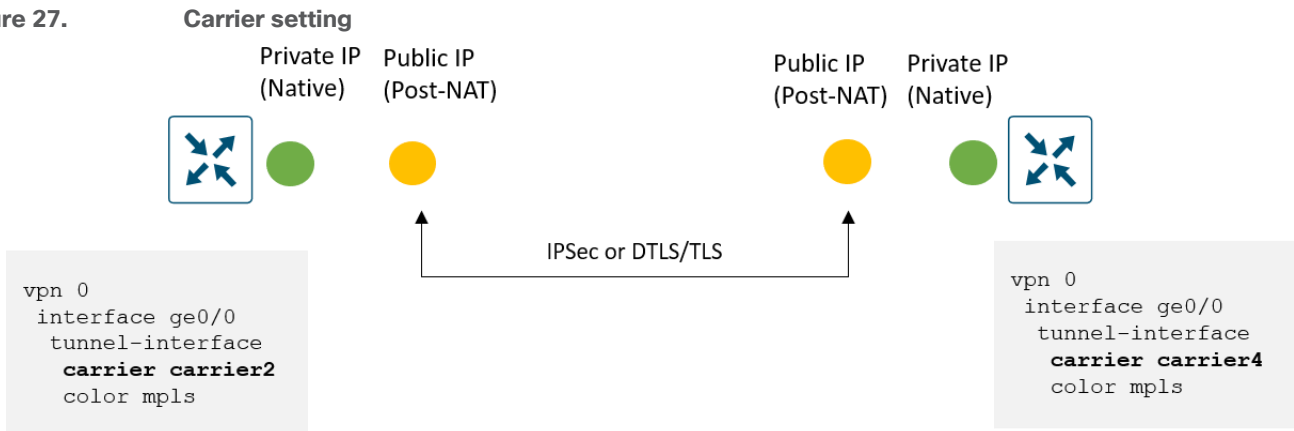 re 27. Carrier setting
Private IP
(Native)
Public IP
(Post-NAT)
Public IP
(Post-NAT)
Private IP
(Native)
IPSec or DTLS/TLS
vpn 0
interface ge0/0
tunnel-interface
carrier carrier2
color mpls
vpn 0
interface ge0/0
tunnel-interface
carrier carrier4
color mpls